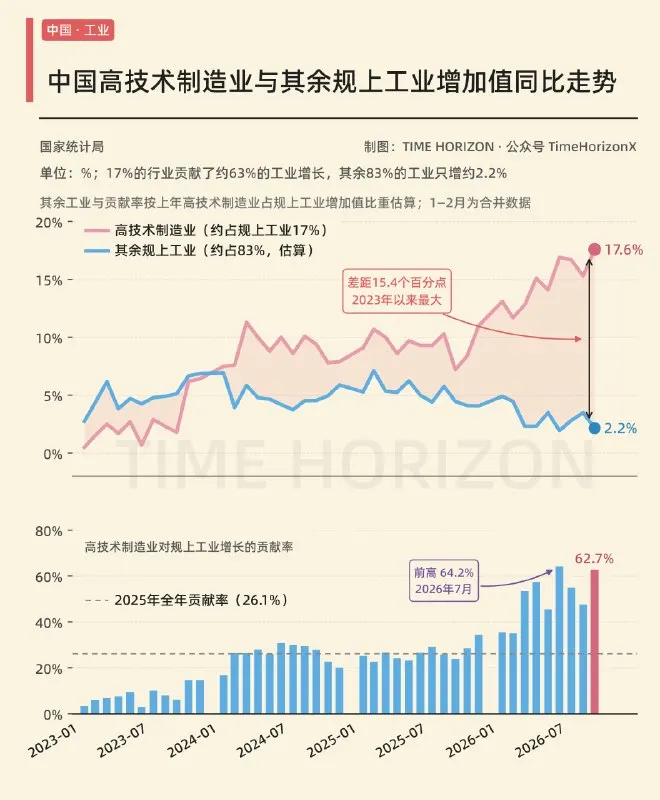 中国·工业
中国高技术制造业与其余规上工业增加值同比走势
国家统计局
制图：TIME HORIZON·公众号 TimeHorizonX
单位：%；17%的行业贡献了约63%的工业增长，其余83%的工业只增约2.2%
其余工业与贡献率按上年高技术制造业占规上工业增加值比重估算；1–2月为合并数据
20%
高技术制造业（约占规上工业17%）
其余规上工业（约占83%，估算）
17.6%
15%
差距15.4个百分点
2023年以来最大
10%
5%
2.2%
0%
TIME HORIZON
80%
高技术制造业对规上工业增长的贡献率
62.7%
前高 64.2%
2026年7月
60%
2025年全年贡献率（26.1%）
40%
20%
0%
2023-01
2023-07
2024-01
2024-07
2025-01
2025-07
2026-01
2026-07